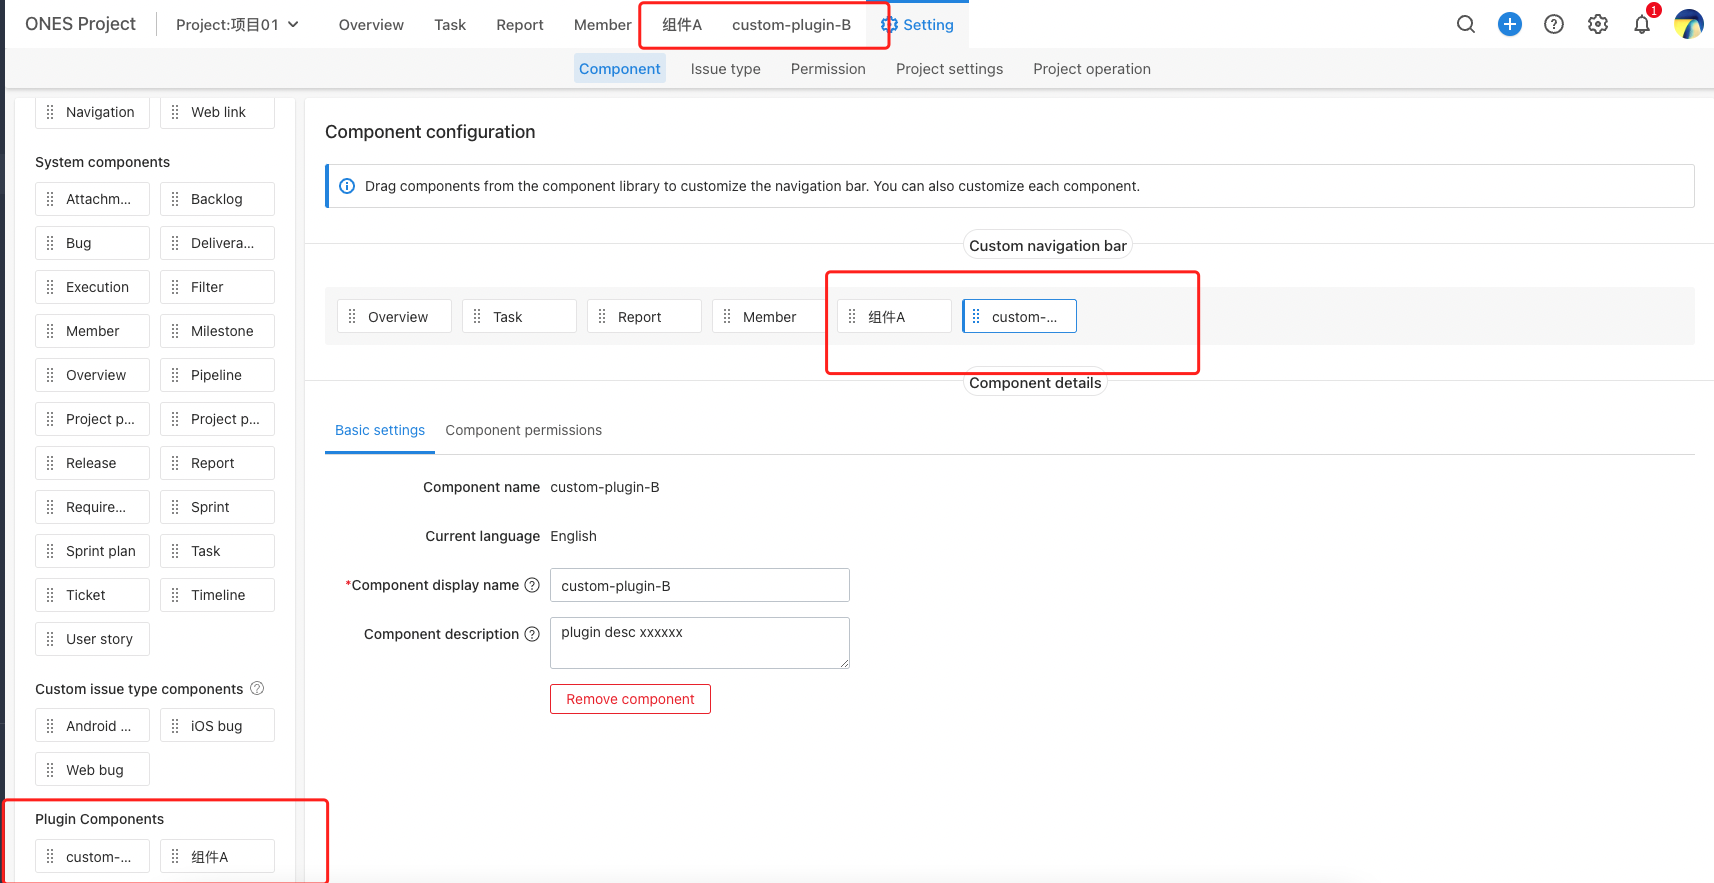 ONES Project
Project:项目01
Overview
Task
Report
Member
组件A
custom-plugin-B
Setting
1
Component
Issue type
Permission
Project settings
Project operation
Navigation
Web link
System components
Attachm...
Backlog
Bug
Delivera...
Execution
Filter
Member
Milestone
Overview
Pipeline
Project p...
Project p...
Release
Report
Require...
Sprint
Sprint plan
Task
Ticket
Timeline
User story
Custom issue type components
Android ...
iOS bug
Web bug
Plugin Components
custom-...
组件A
Component configuration
Drag components from the component library to customize the navigation bar. You can also customize each component.
Custom navigation bar
Overview
Task
Report
Member
组件A
custom-...
Component details
Basic settings
Component permissions
Component name custom-plugin-B
Current language English
*Component display name custom-plugin-B
Component description plugin desc xxxxxx
Remove component